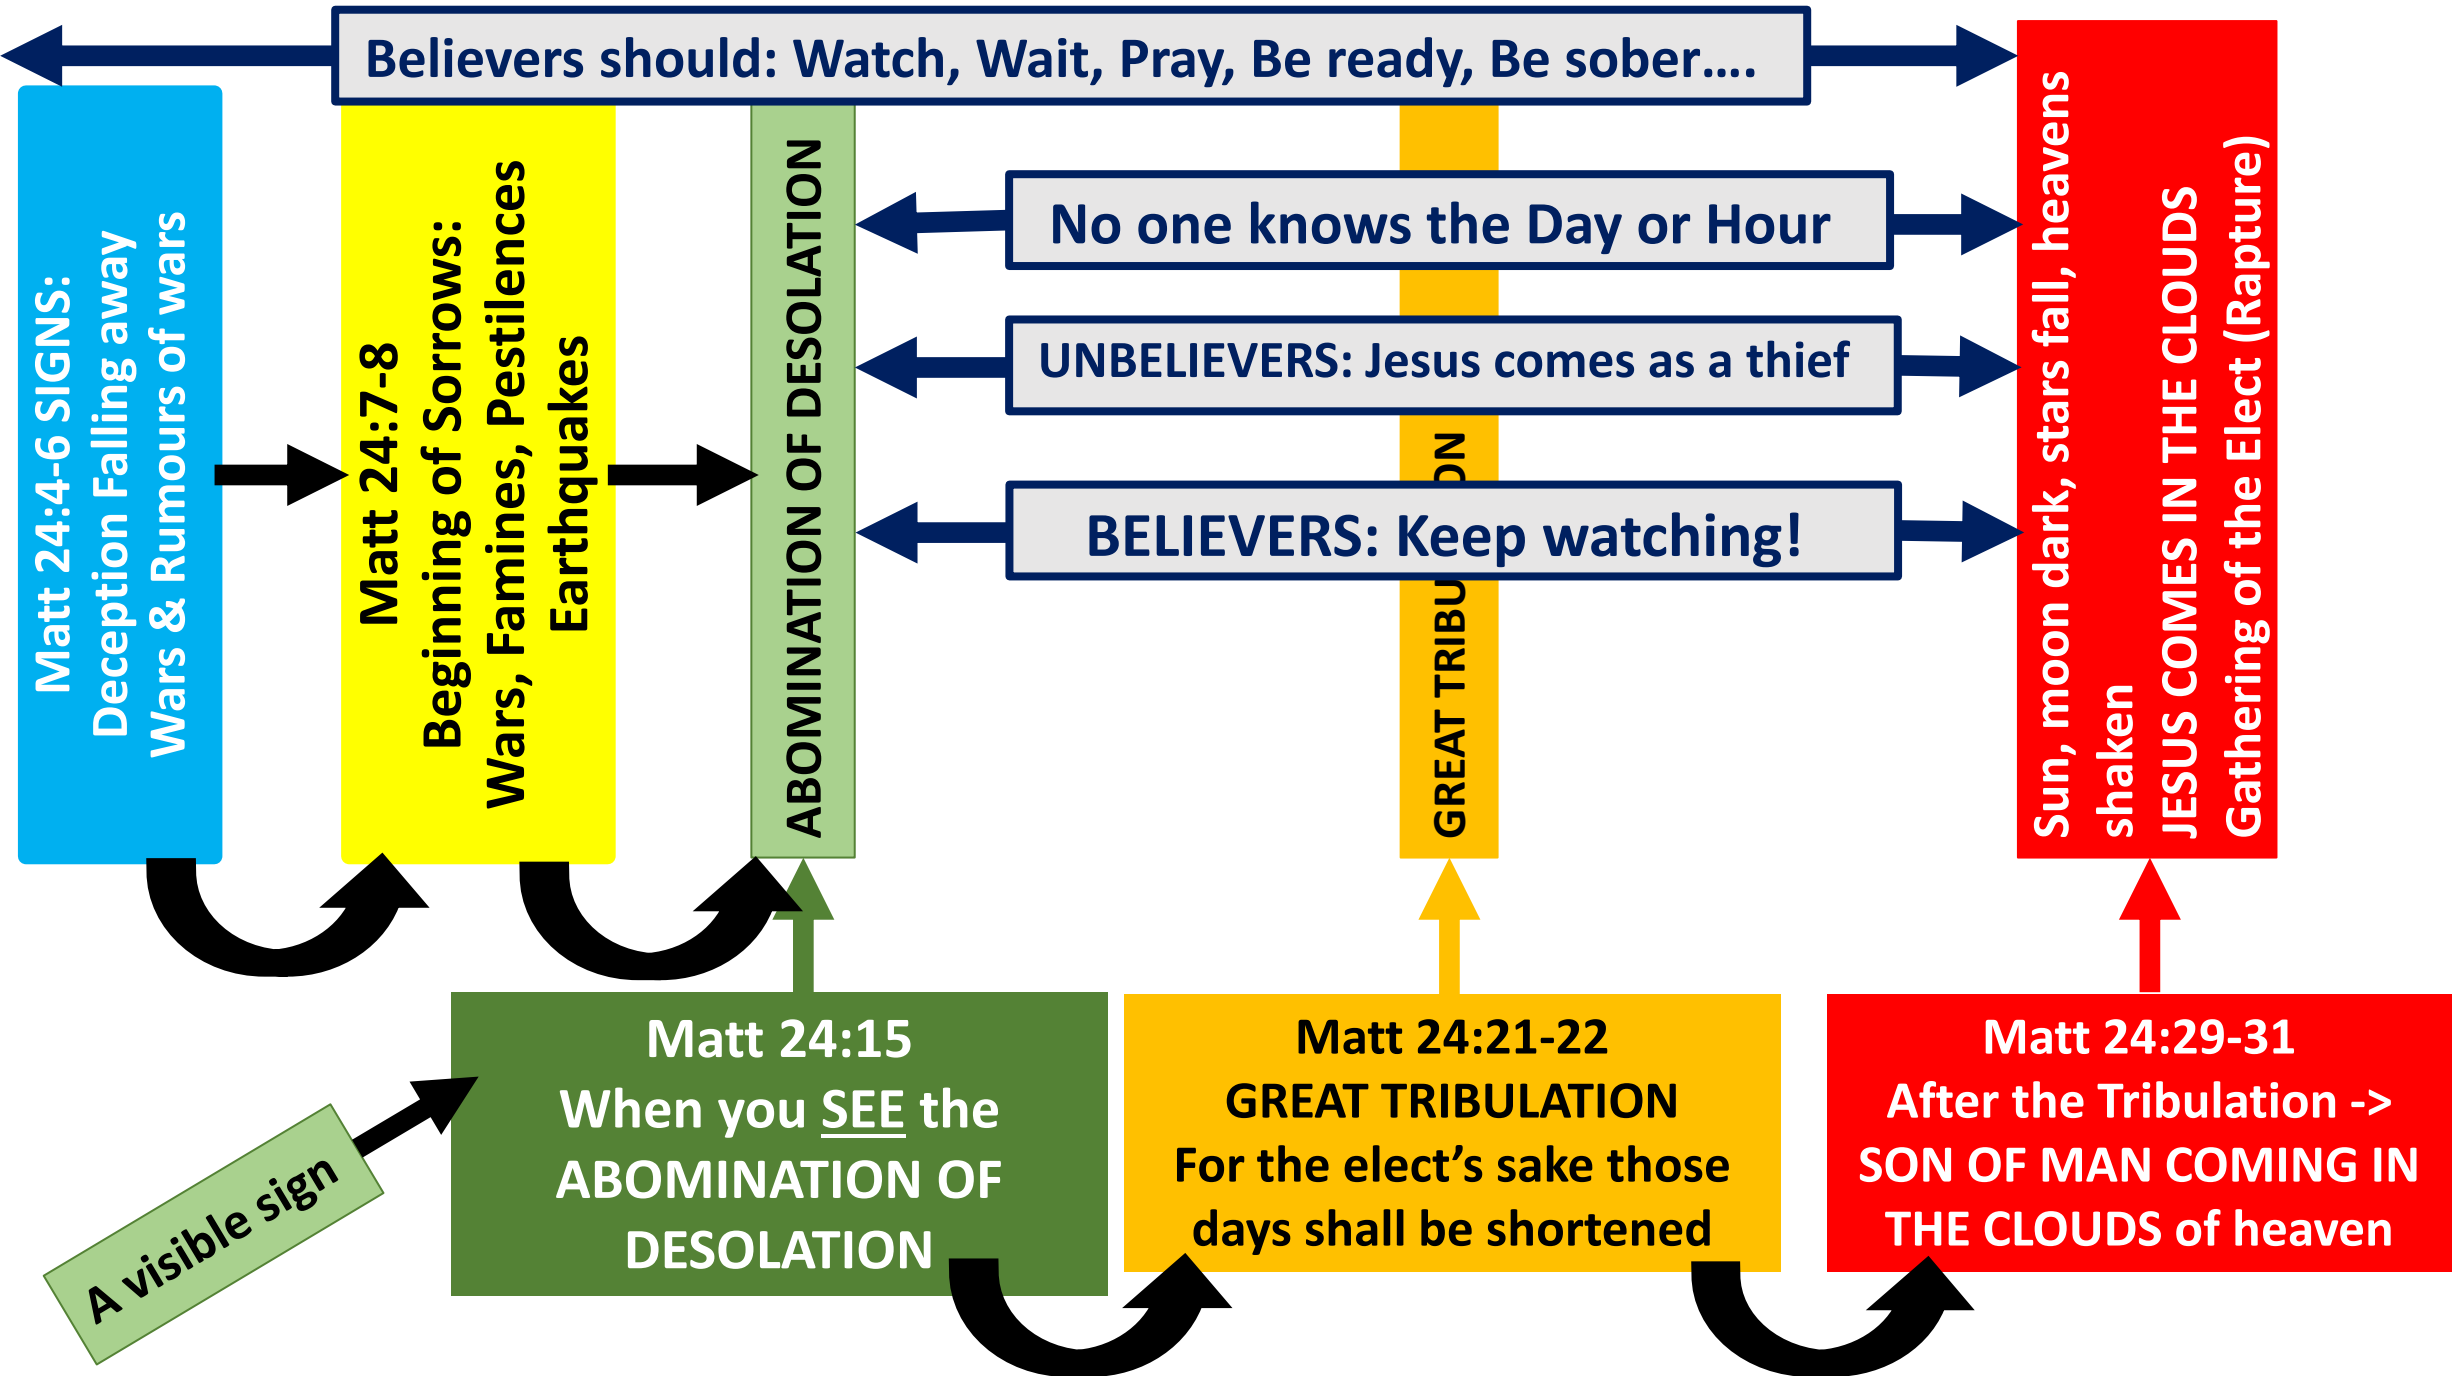 Believers should: Watch, Wait, Pray, Be ready, Be sober....
Matt 24:4-6 SIGNS:
Deception Falling away
Wars & Rumours of wars
Matt 24:7-8
Beginning of Sorrows:
Wars, Famines, Pestilences
Earthquakes
ABOMINATION OF DESOLATION
No one knows the Day or Hour
UNBELIEVERS: Jesus comes as a thief
BELIEVERS: Keep watching!
GREAT
Sun, moon dark, stars fall, heavens
shaken
JESUS COMES IN THE CLOUDS
Gathering of the Elect (Rapture)
A visible sign
Matt 24:15
When you SEE the
ABOMINATION OF
DESOLATION
Matt 24:21-22
GREAT TRIBULATION
For the elect’s sake those
days shall be shortened
Matt 24:29-31
After the Tribulation ->
SON OF MAN COMING IN
THE CLOUDS of heaven